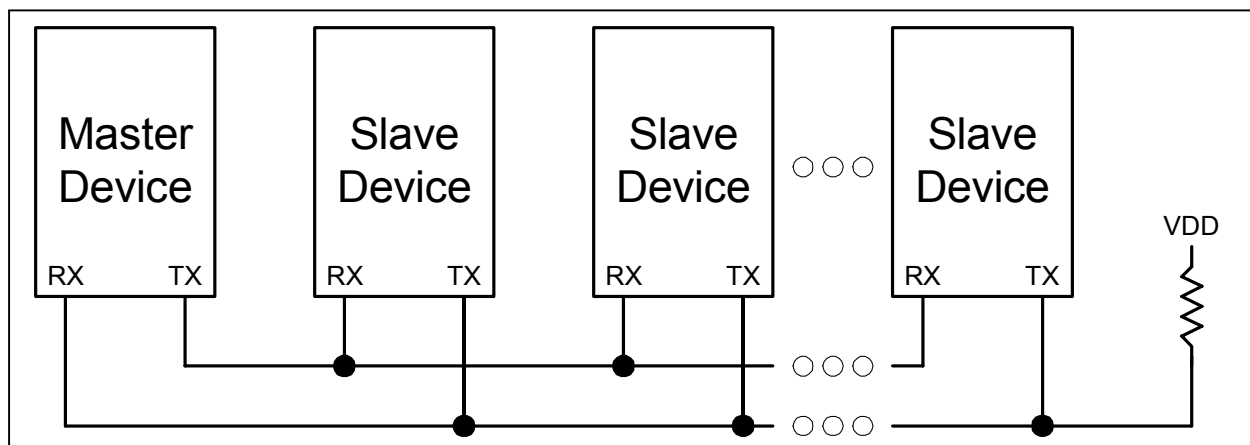 Master
Device
RX TX
Slave
Device
RX TX
Slave
Device
RX TX
Slave
Device
RX TX
VDD